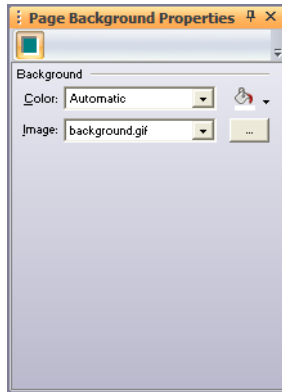 Page Background Properties
Background
Color: Automatic
Image: background.gif ...